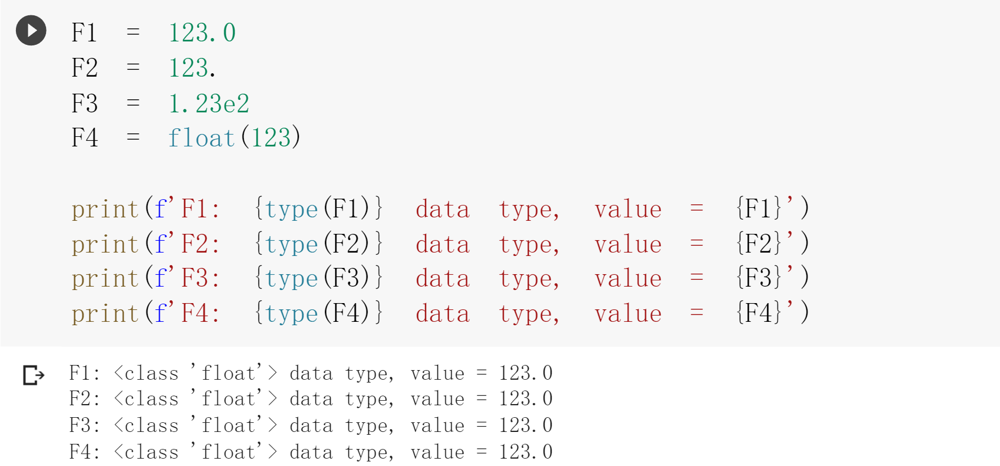 F1 = 123.0
F2 = 123.
F3 = 1.23e2
F4 = float(123)
print(f'F1: {type(F1)} data type, value = {F1}')
print(f'F2: {type(F2)} data type, value = {F2}')
print(f'F3: {type(F3)} data type, value = {F3}')
print(f'F4: {type(F4)} data type, value = {F4}')
F1: <class 'float'> data type, value = 123.0
F2: <class 'float'> data type, value = 123.0
F3: <class 'float'> data type, value = 123.0
F4: <class 'float'> data type, value = 123.0